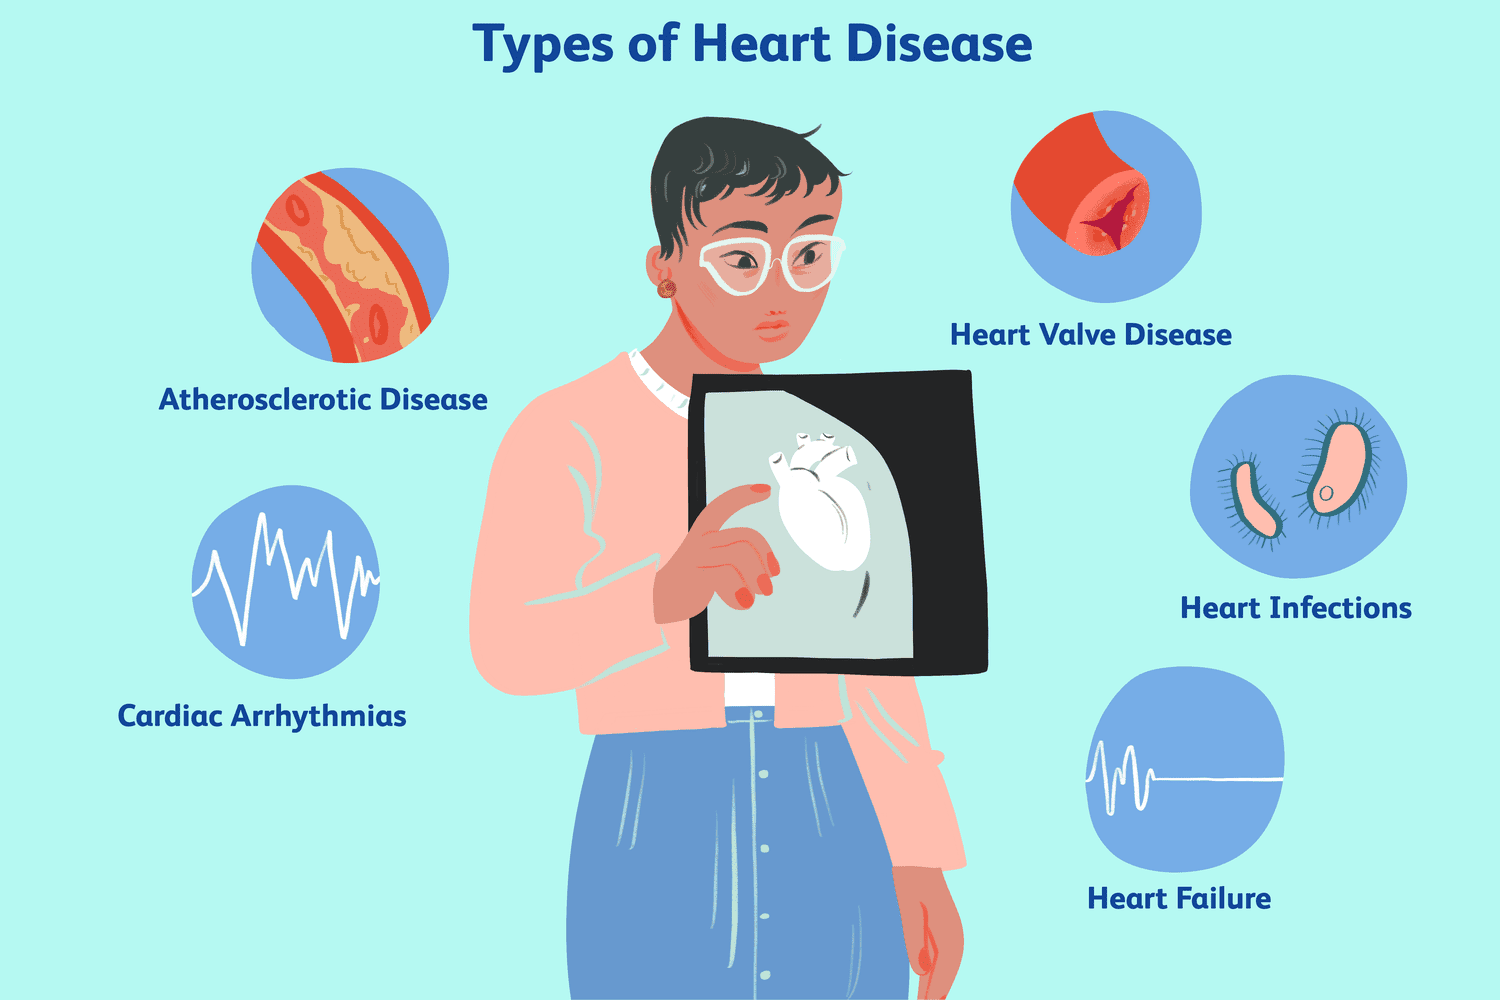 Types of Heart Disease
Atherosclerotic Disease
Cardiac Arrhythmias
Heart Valve Disease
Heart Infections
Heart Failure